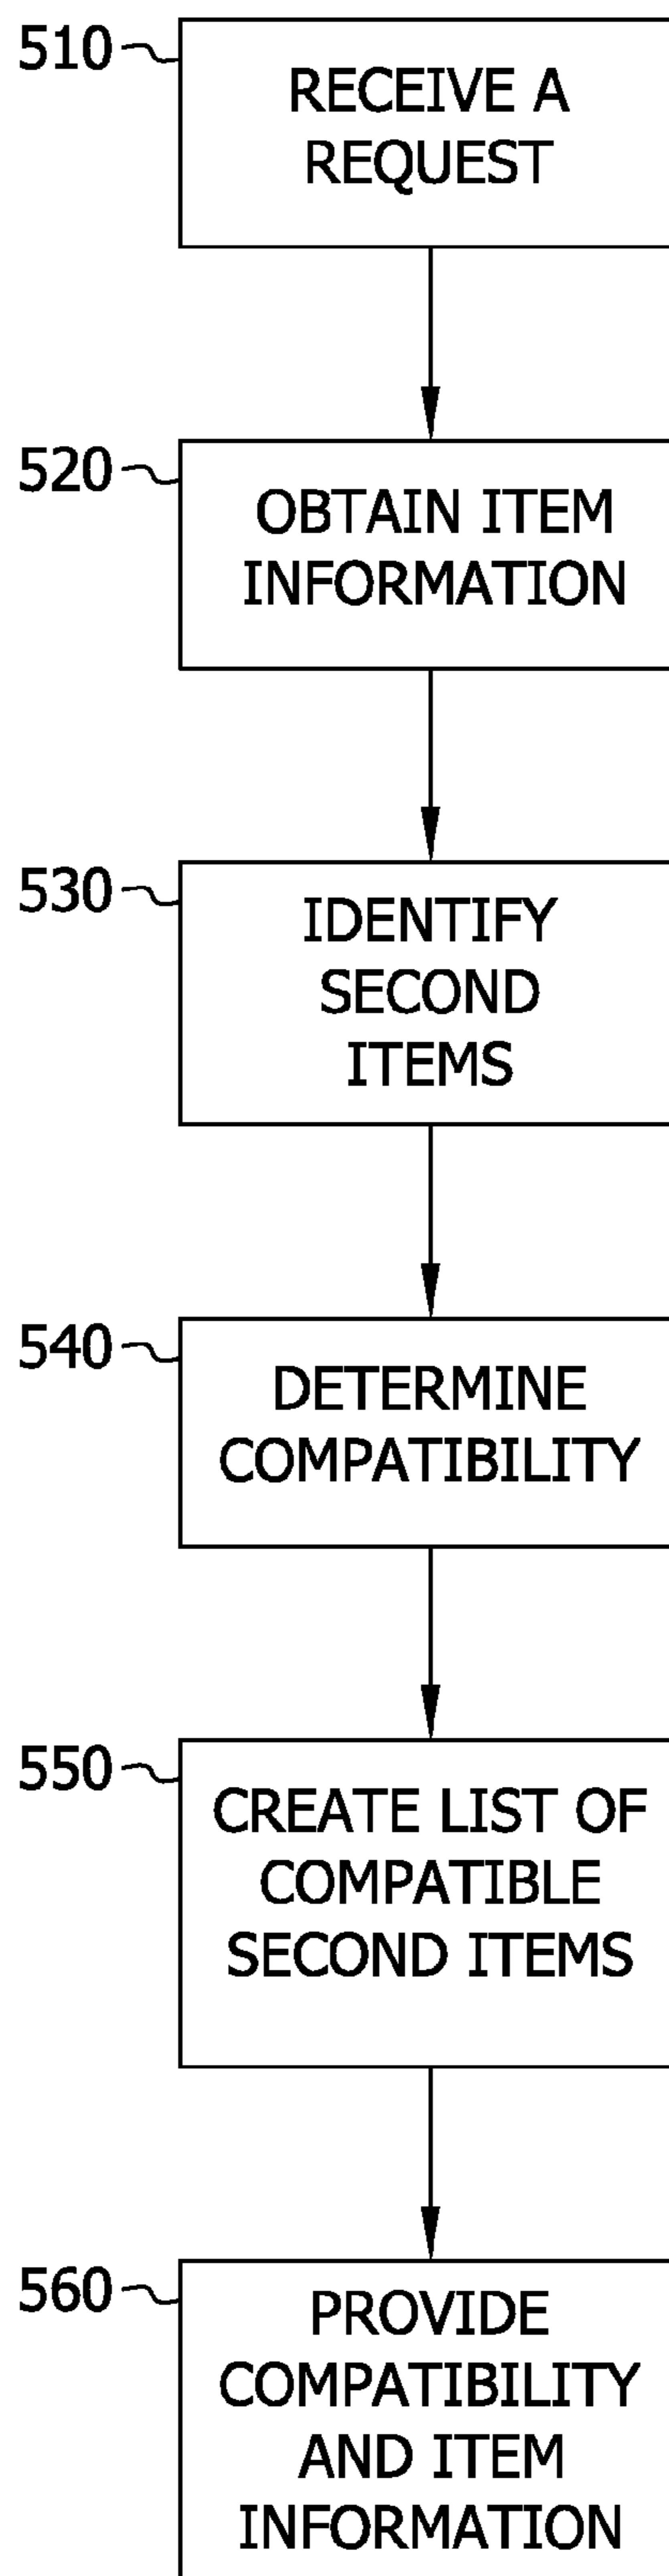 510
RECEIVE A
REQUEST
520
OBTAIN ITEM
INFORMATION
530
IDENTIFY
SECOND
ITEMS
540
DETERMINE
COMPATIBILITY
550
CREATE LIST OF
COMPATIBLE
SECOND ITEMS
560
PROVIDE
COMPATIBILITY
AND ITEM
INFORMATION